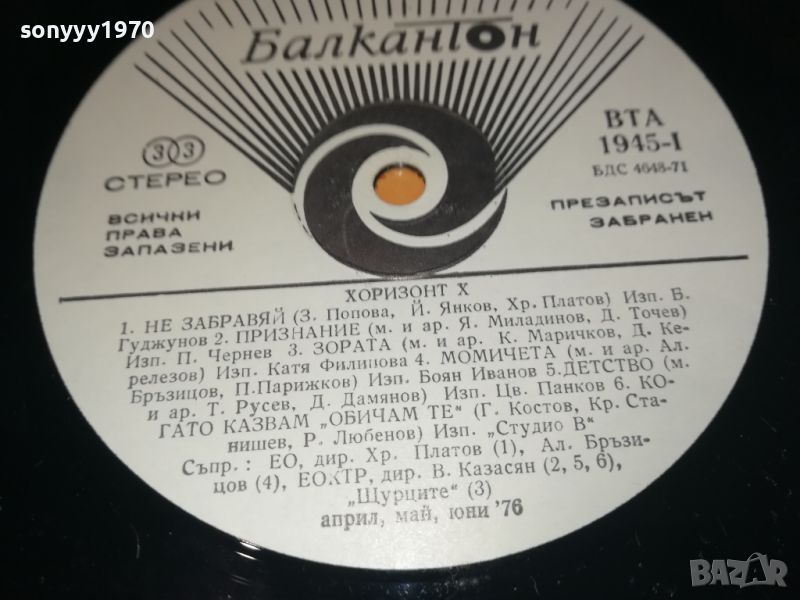 sonyyy1970
БалканТон
33
СТЕРЕО
ВСИЧКИ
ПРАВА
ЗАПАЗЕНИ
ВТА
1945-I
БДС 4648-71
ПРЕЗАПИСЪТ
ЗАБРАНЕН
ХОРИЗОНТ X
1. НЕ ЗАБРАВЯЙ (З. Попова, Й. Янков, Хр. Платов) Изп. Б.
Гуджунов 2. ПРИЗНАНИЕ (м. и ар. Я. Миладинов, Д. Точев)
Изп. П. Чернев 3. ЗОРАТА (м. и ар. К. Маричков, Д. Ке-
релезов) Изп. Катя Филипова 4. МОМИЧЕТА (м. и ар. Ал.
Бръзицов, П. Парижков) Изп. Боян Иванов 5. ДЕТСТВО (м.
и ар. Т. Русев, Д. Дамянов) Изп. Цв. Панков 6. КО-
ГАТО КАЗВАМ „ОБИЧАМ ТЕ“ (Г. Костов, Кр. Ста-
нишев, Р. Любенов) Изп. „Студио В“
Съпр.: ЕО, дир. Хр. Платов (1), Ал. Бръзи-
цов (4), ЕОКТР, дир. В. Казасян (2, 5, 6),
„Щурците“ (3)
април, май, юни '76
BAZAR